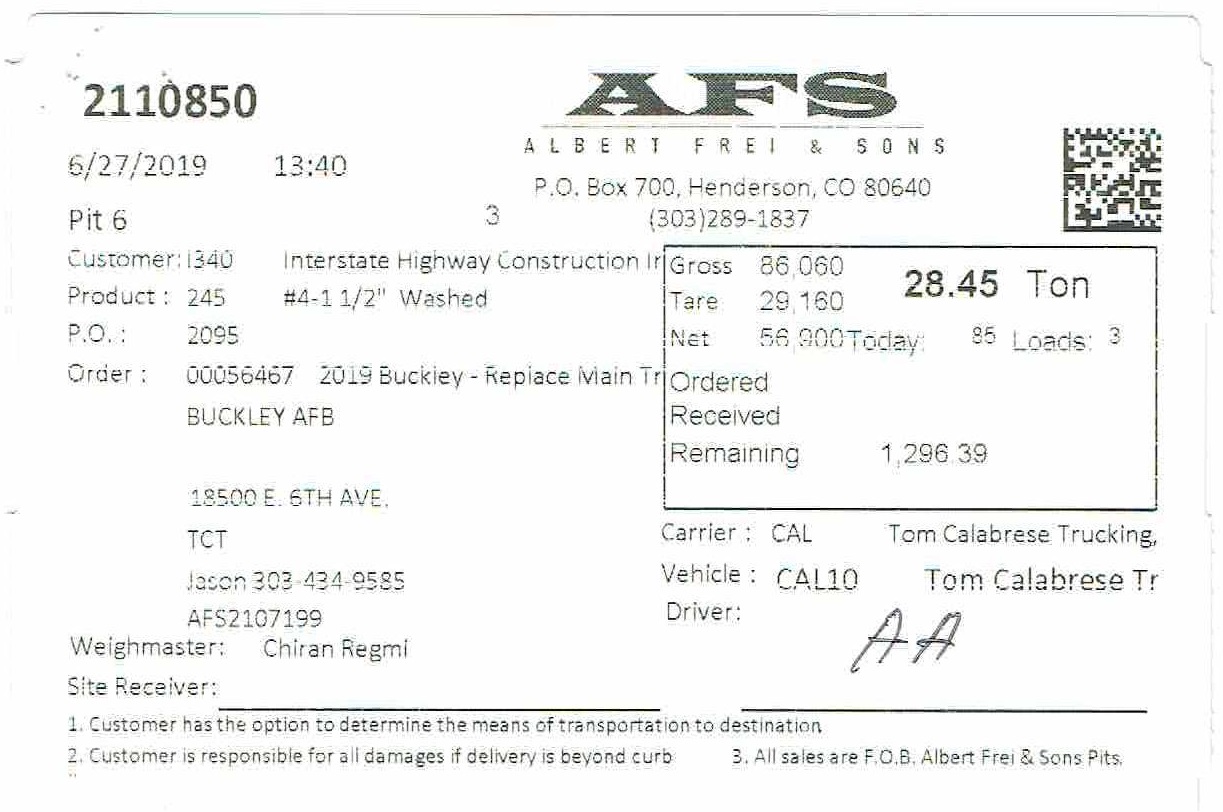 2110850
AFS
ALBERT FREI & SONS
6/27/2019 13:40
P.O. Box 700, Henderson, CO 80640
Pit 6 3 (303)289-1837
Customer: I340 Interstate Highway Construction Ir
Product : 245 #4-1 1/2" Washed
P.O. : 2095
Order : 00056467 2019 Buckley - Replace Main Tr
BUCKLEY AFB
18500 E. 6TH AVE.
TCT
Jason 303-434-9585
AFS2107199
Gross 86,060 28.45 Ton
Tare 29,160
Net 56,900 Today: 85 Loads: 3
Ordered
Received
Remaining 1,296.39
Carrier : CAL Tom Calabrese Trucking,
Vehicle : CAL10 Tom Calabrese Tr
Driver: AA
Weighmaster: Chiran Regmi
Site Receiver:
1. Customer has the option to determine the means of transportation to destination
2. Customer is responsible for all damages if delivery is beyond curb 3. All sales are F.O.B. Albert Frei & Sons Pits.